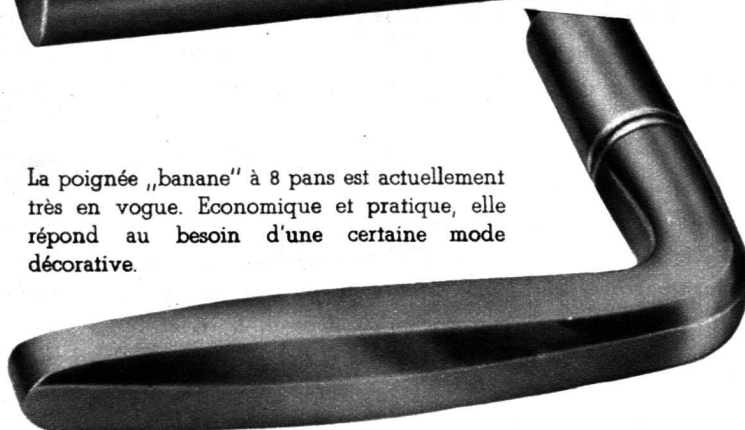 La poignée „banane" à 8 pans est actuellement
très en vogue. Economique et pratique, elle
répond au besoin d'une certaine mode
décorative.